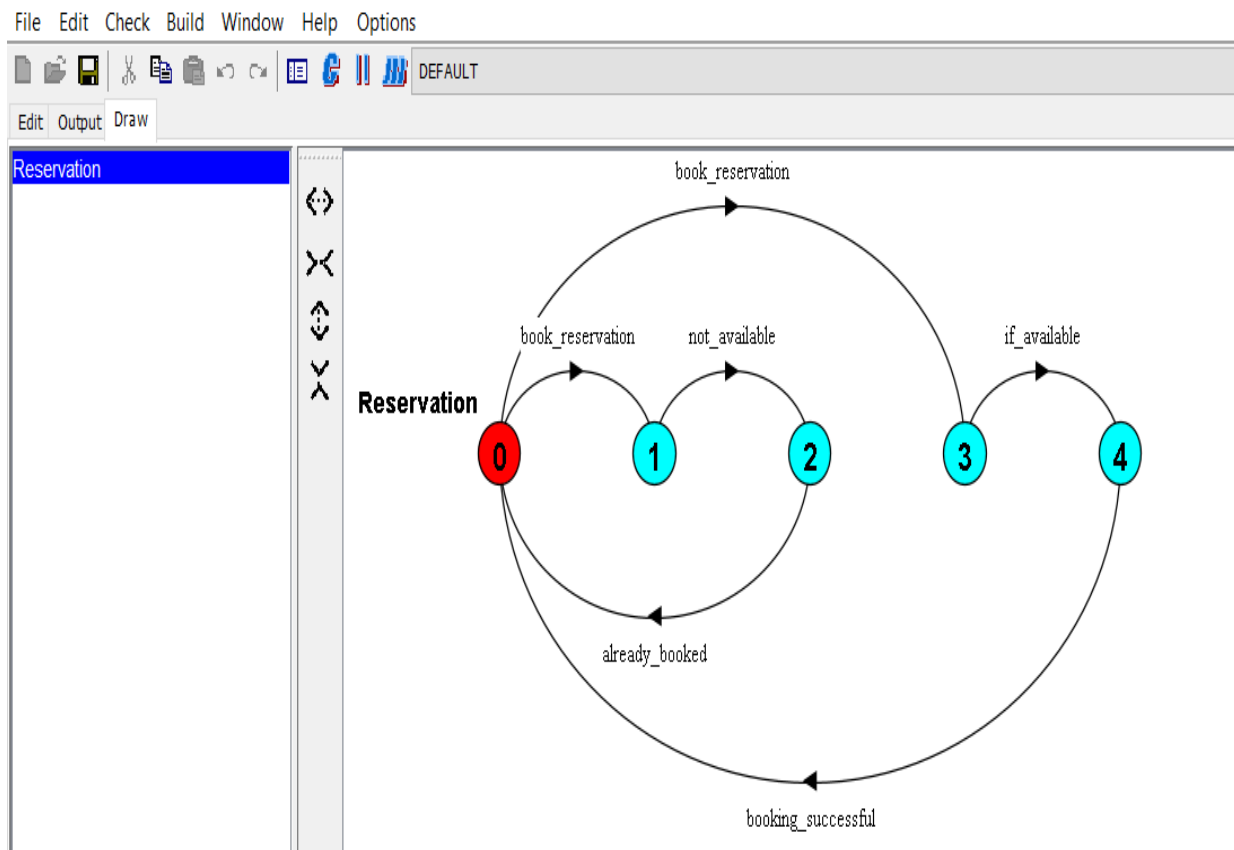 File Edit Check Build Window Help Options
DEFAULT
Edit Output Draw
Reservation
book_reservation
book_reservation not_available if_available
Reservation
0 1 2 3 4
already_booked
booking_successful